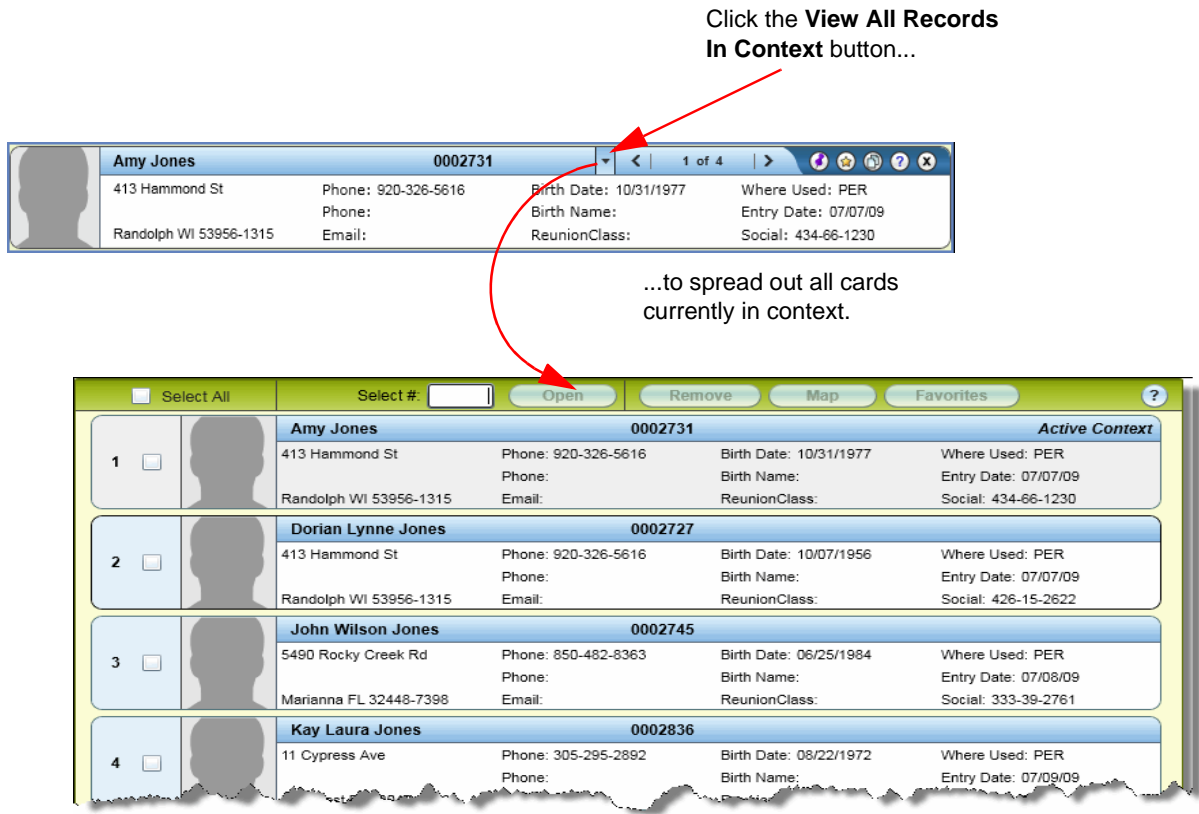 Click the View All Records
In Context button...
Amy Jones 0002731 1 of 4 ?
413 Hammond St Phone: 920-326-5616 Birth Date: 10/31/1977 Where Used: PER
Phone: Birth Name: Entry Date: 07/07/09
Randolph WI 53956-1315 Email: ReunionClass: Social: 434-66-1230
...to spread out all cards
currently in context.
Select All Select #: Open Remove Map Favorites ?
Amy Jones 0002731 Active Context
413 Hammond St Phone: 920-326-5616 Birth Date: 10/31/1977 Where Used: PER
1 Phone: Birth Name: Entry Date: 07/07/09
Randolph WI 53956-1315 Email: ReunionClass: Social: 434-66-1230
Dorian Lynne Jones 0002727
413 Hammond St Phone: 920-326-5616 Birth Date: 10/07/1956 Where Used: PER
2 Phone: Birth Name: Entry Date: 07/07/09
Randolph WI 53956-1315 Email: ReunionClass: Social: 426-15-2622
John Wilson Jones 0002745
5490 Rocky Creek Rd Phone: 850-482-8363 Birth Date: 06/25/1984 Where Used: PER
3 Phone: Birth Name: Entry Date: 07/08/09
Marianna FL 32448-7398 Email: ReunionClass: Social: 333-39-2761
Kay Laura Jones 0002836
11 Cypress Ave Phone: 305-295-2892 Birth Date: 08/22/1972 Where Used: PER
4 Phone: Birth Name: Entry Date: 07/09/09